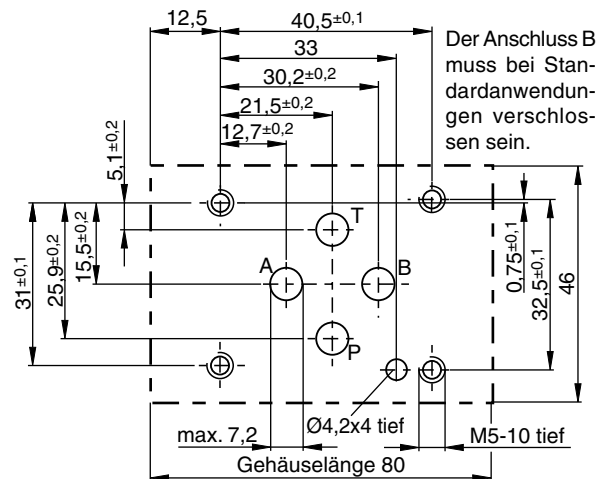 12,5
40,5±0,1
33
30,2±0,2
21,5±0,2
12,7±0,2
Der Anschluss B
muss bei Stan-
dardanwendun-
gen verschlos-
sen sein.
5,1±0,2
31±0,1
25,9±0,2
15,5±0,2
T
A
B
P
0,75±0,1
32,5±0,1
46
max. 7,2
Ø4,2x4 tief
M5-10 tief
Gehäuselänge 80